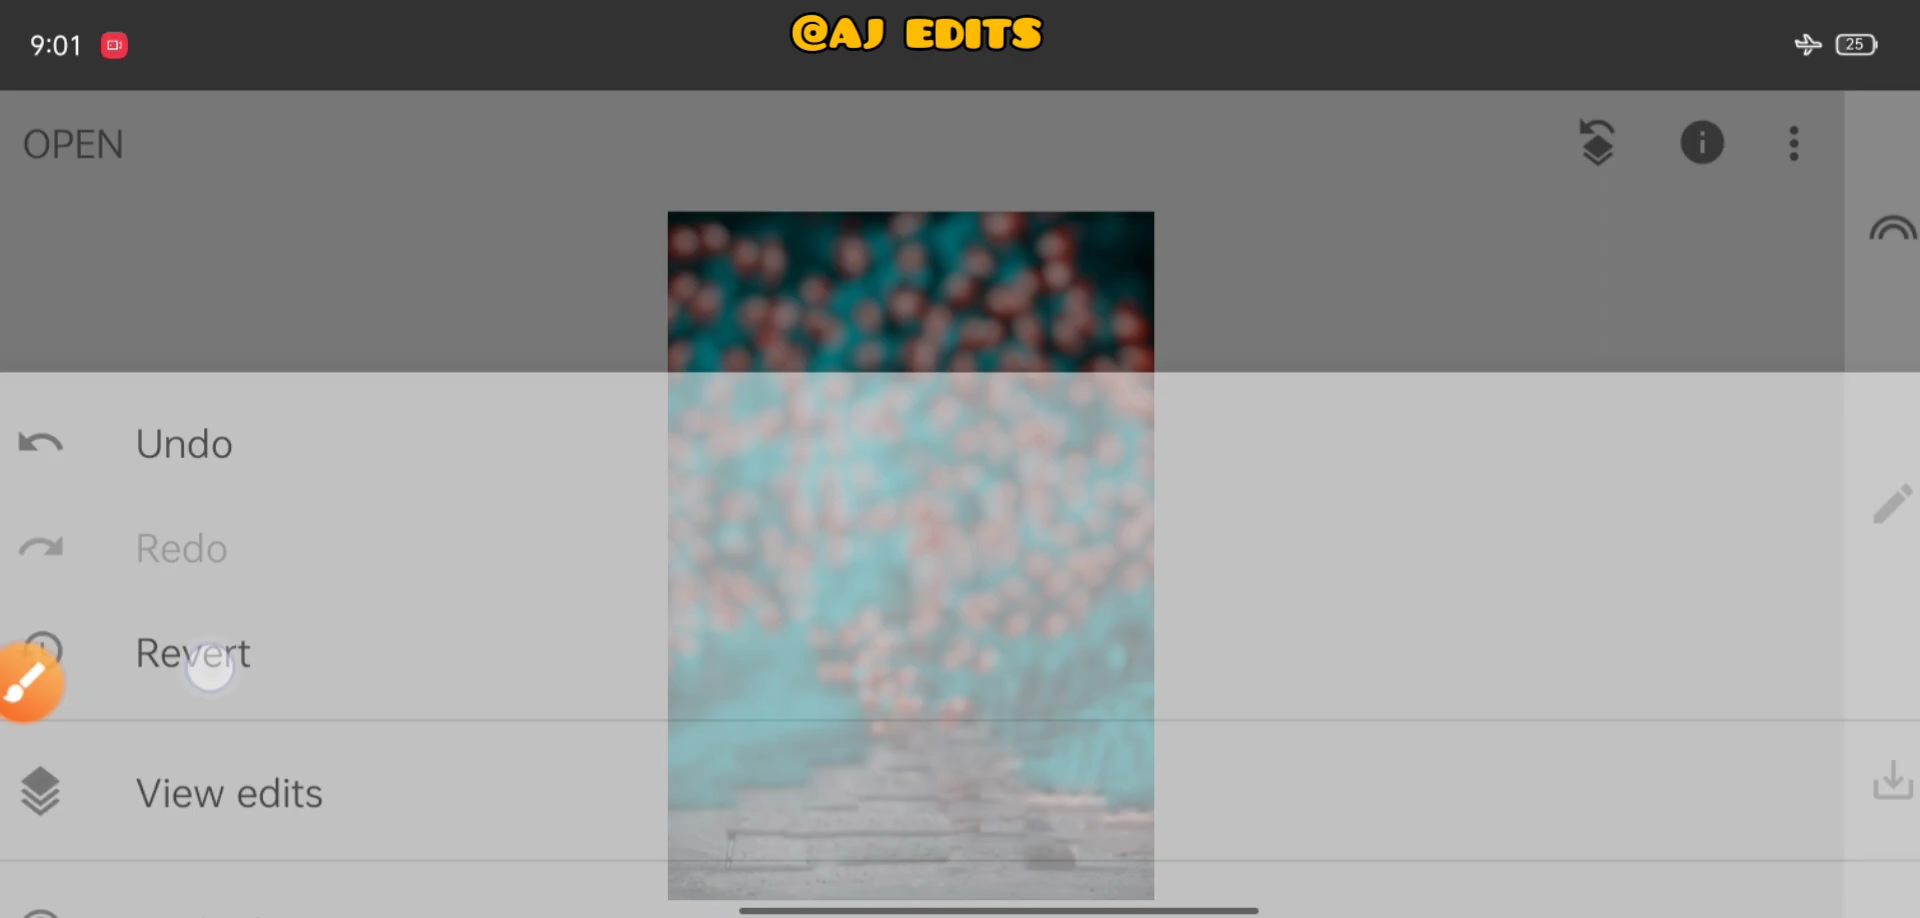 @AJ EDITS
9:01
25
OPEN
Undo
Redo
Revert
View edits